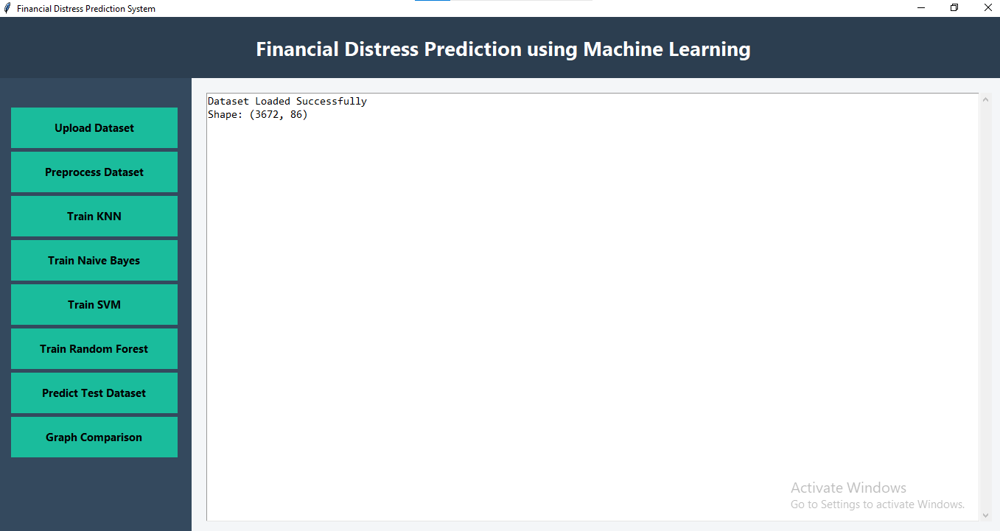 Financial Distress Prediction System
Financial Distress Prediction using Machine Learning
Upload Dataset
Preprocess Dataset
Train KNN
Train Naive Bayes
Train SVM
Train Random Forest
Predict Test Dataset
Graph Comparison
Dataset Loaded Successfully
Shape: (3672, 86)
Activate Windows
Go to Settings to activate Windows.